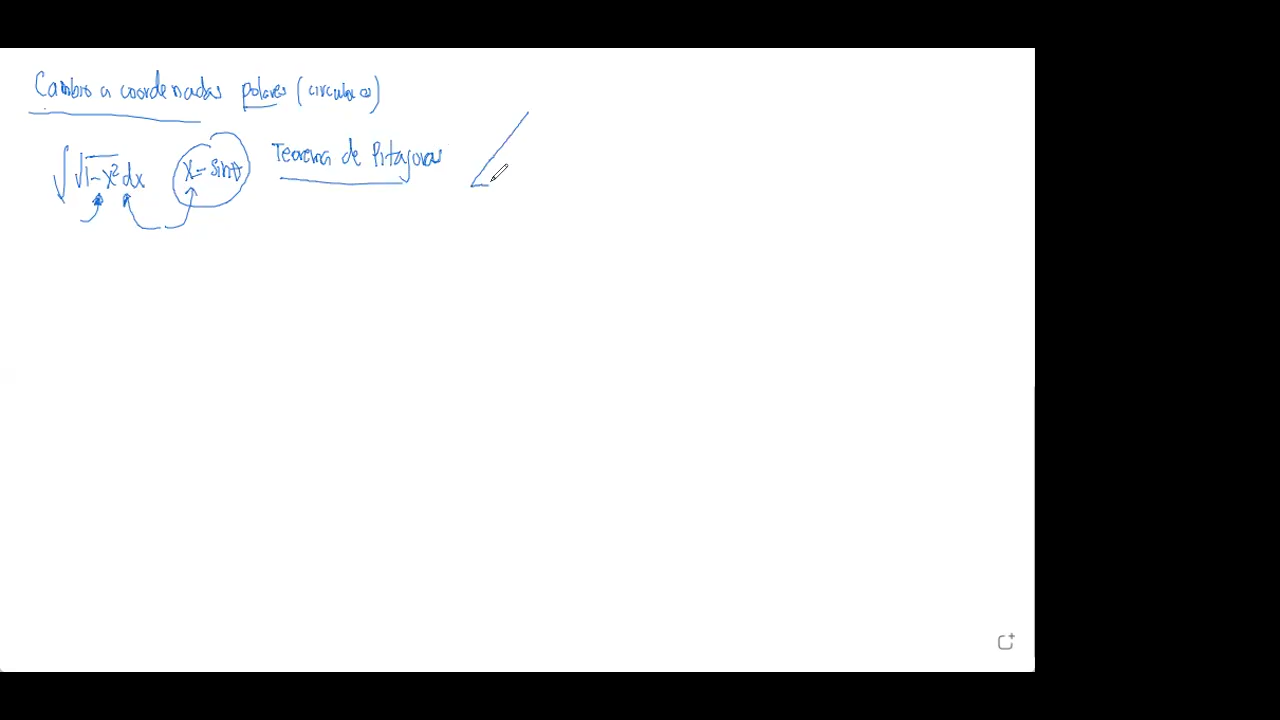 Cambio a coordenadas polares (circulares)
∫√1-x² dx x=sinθ Teorema de Pitagoras